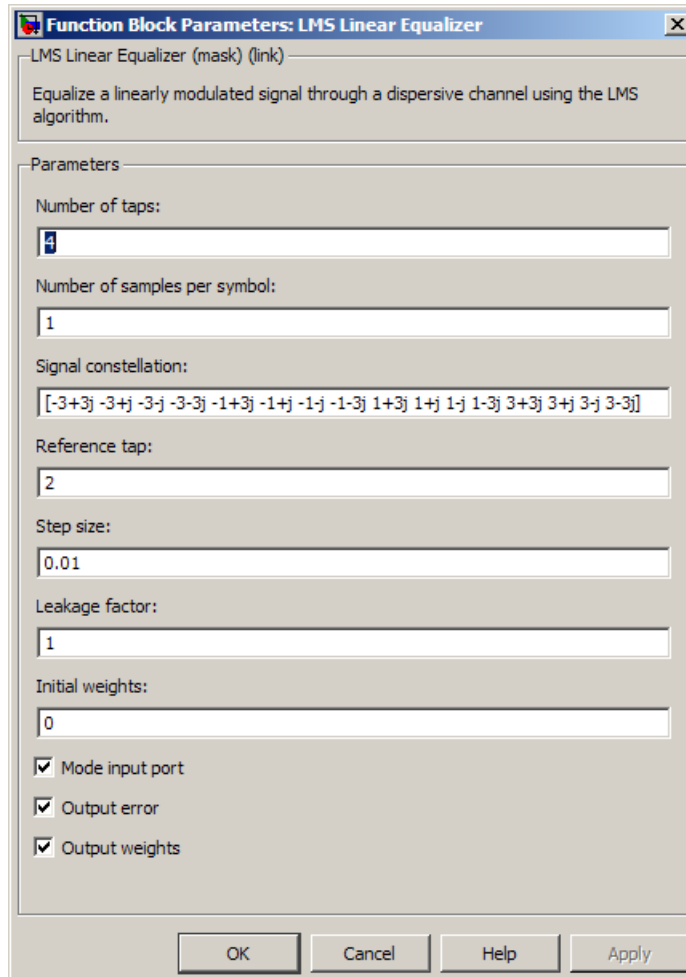 Function Block Parameters: LMS Linear Equalizer
LMS Linear Equalizer (mask) (link)
Equalize a linearly modulated signal through a dispersive channel using the LMS
algorithm.
Parameters
Number of taps:
4
Number of samples per symbol:
1
Signal constellation:
[-3+3j -3+j -3-j -3-3j -1+3j -1+j -1-j -1-3j 1+3j 1+j 1-j 1-3j 3+3j 3+j 3-j 3-3j]
Reference tap:
2
Step size:
0.01
Leakage factor:
1
Initial weights:
0
Mode input port
Output error
Output weights
OK Cancel Help Apply